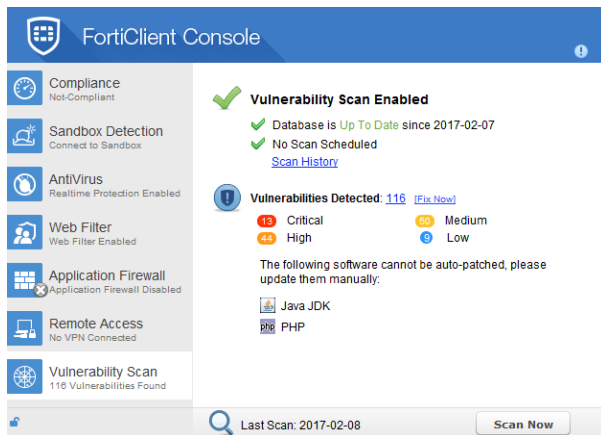 FortiClient Console
Compliance
Not-Compliant
Sandbox Detection
Connect to Sandbox
AntiVirus
Realtime Protection Enabled
Web Filter
Web Filter Enabled
Application Firewall
Application Firewall Disabled
Remote Access
No VPN Connected
Vulnerability Scan
116 Vulnerabilities Found
Vulnerability Scan Enabled
Database is Up To Date since 2017-02-07
No Scan Scheduled
Scan History
Vulnerabilities Detected: 116 [Fix Now]
13 Critical 50 Medium
44 High 9 Low
The following software cannot be auto-patched, please
update them manually:
Java JDK
php PHP
Last Scan: 2017-02-08 Scan Now